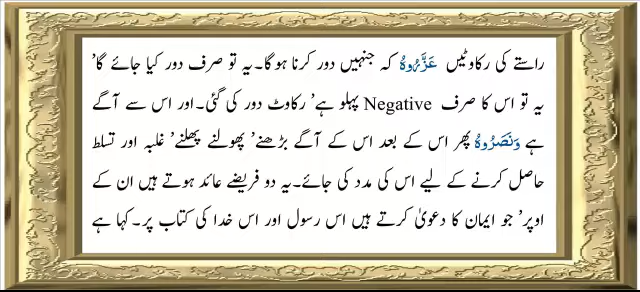 راستے کی رکاوٹیں عَزَّرُوهُ کہ جنہیں دور کرنا ہوگا۔یہ تو صرف دور کیا جائے گا’
یہ تو اس کا صرف Negative پہلو ہے’ رکاوٹ دور کی گئی۔اور اس سے آگے
ہے وَنَصَرُوهُ پھر اس کے بعد اس کے آگے بڑھنے’ پھولنے پھلنے’ غلبہ اور تسلط
حاصل کرنے کے لیے اس کی مدد کی جائے۔یہ دو فریضے عائد ہوتے ہیں ان کے
اوپر’ جو ایمان کا دعویٰ کرتے ہیں اس رسول اور اس خدا کی کتاب پر۔کہا ہے